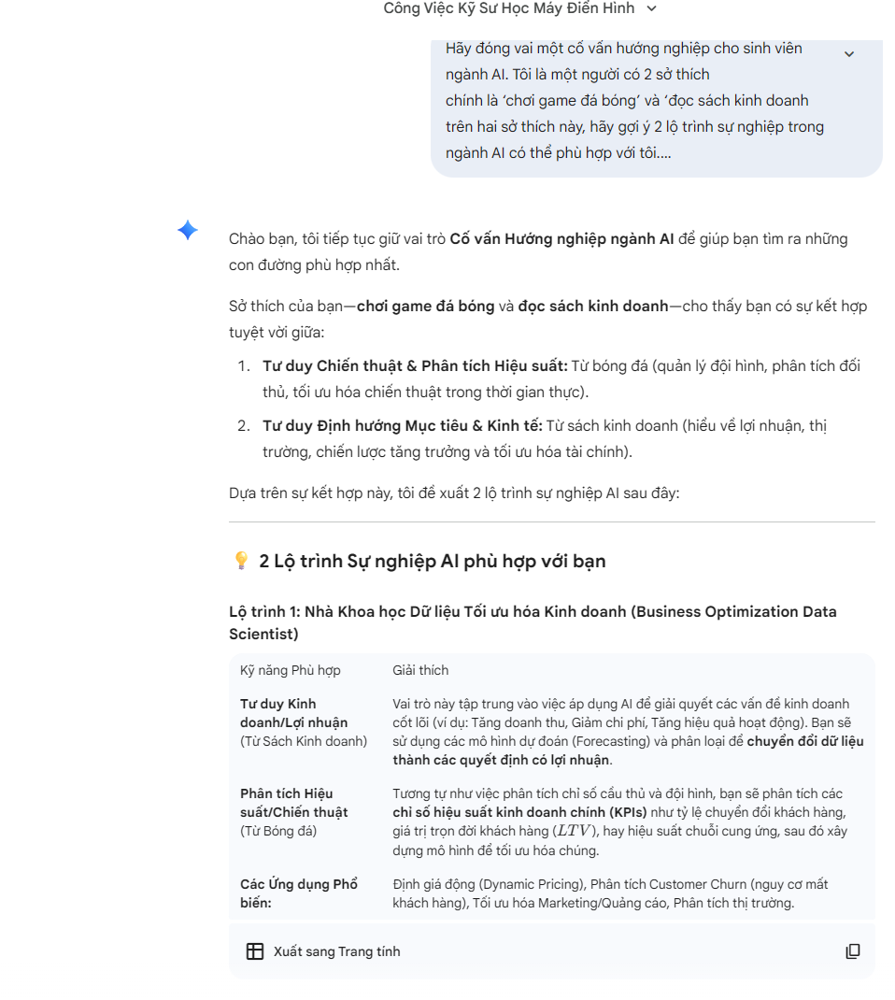 Công Việc Kỹ Sư Học Máy Điển Hình
Hãy đóng vai một cố vấn hướng nghiệp cho sinh viên
ngành AI. Tôi là một người có 2 sở thích
chính là ‘chơi game đá bóng’ và ‘đọc sách kinh doanh
trên hai sở thích này, hãy gợi ý 2 lộ trình sự nghiệp trong
ngành AI có thể phù hợp với tôi....
Chào bạn, tôi tiếp tục giữ vai trò Cố vấn Hướng nghiệp ngành AI để giúp bạn tìm ra những
con đường phù hợp nhất.
Sở thích của bạn—chơi game đá bóng và đọc sách kinh doanh—cho thấy bạn có sự kết hợp
tuyệt vời giữa:
1. Tư duy Chiến thuật & Phân tích Hiệu suất: Từ bóng đá (quản lý đội hình, phân tích đối
thủ, tối ưu hóa chiến thuật trong thời gian thực).
2. Tư duy Định hướng Mục tiêu & Kinh tế: Từ sách kinh doanh (hiểu về lợi nhuận, thị
trường, chiến lược tăng trưởng và tối ưu hóa tài chính).
Dựa trên sự kết hợp này, tôi đề xuất 2 lộ trình sự nghiệp AI sau đây:
2 Lộ trình Sự nghiệp AI phù hợp với bạn
Lộ trình 1: Nhà Khoa học Dữ liệu Tối ưu hóa Kinh doanh (Business Optimization Data
Scientist)
Kỹ năng Phù hợp
Giải thích
Tư duy Kinh
doanh/Lợi nhuận
(Từ Sách Kinh doanh)
Vai trò này tập trung vào việc áp dụng AI để giải quyết các vấn đề kinh doanh
cốt lõi (ví dụ: Tăng doanh thu, Giảm chi phí, Tăng hiệu quả hoạt động). Bạn sẽ
sử dụng các mô hình dự đoán (Forecasting) và phân loại để chuyển đổi dữ liệu
thành các quyết định có lợi nhuận.
Phân tích Hiệu
suất/Chiến thuật
(Từ Bóng đá)
Tương tự như việc phân tích chỉ số cầu thủ và đội hình, bạn sẽ phân tích các
chỉ số hiệu suất kinh doanh chính (KPIs) như tỷ lệ chuyển đổi khách hàng,
giá trị trọn đời khách hàng (LTV), hay hiệu suất chuỗi cung ứng, sau đó xây
dựng mô hình để tối ưu hóa chúng.
Các Ứng dụng Phổ
biến:
Định giá động (Dynamic Pricing), Phân tích Customer Churn (nguy cơ mất
khách hàng), Tối ưu hóa Marketing/Quảng cáo, Phân tích thị trường.
Xuất sang Trang tính